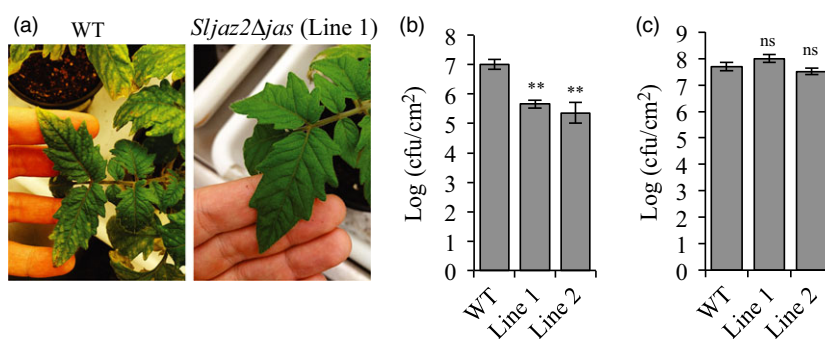 (a) WT Sljaz2Δjas (Line 1)
(b)
Log (cfu/cm²)
8
7
6
5
4
3
2
1
0
** **
WT Line 1 Line 2
(c)
Log (cfu/cm²)
9
8
7
6
5
4
3
2
1
0
ns ns
WT Line 1 Line 2